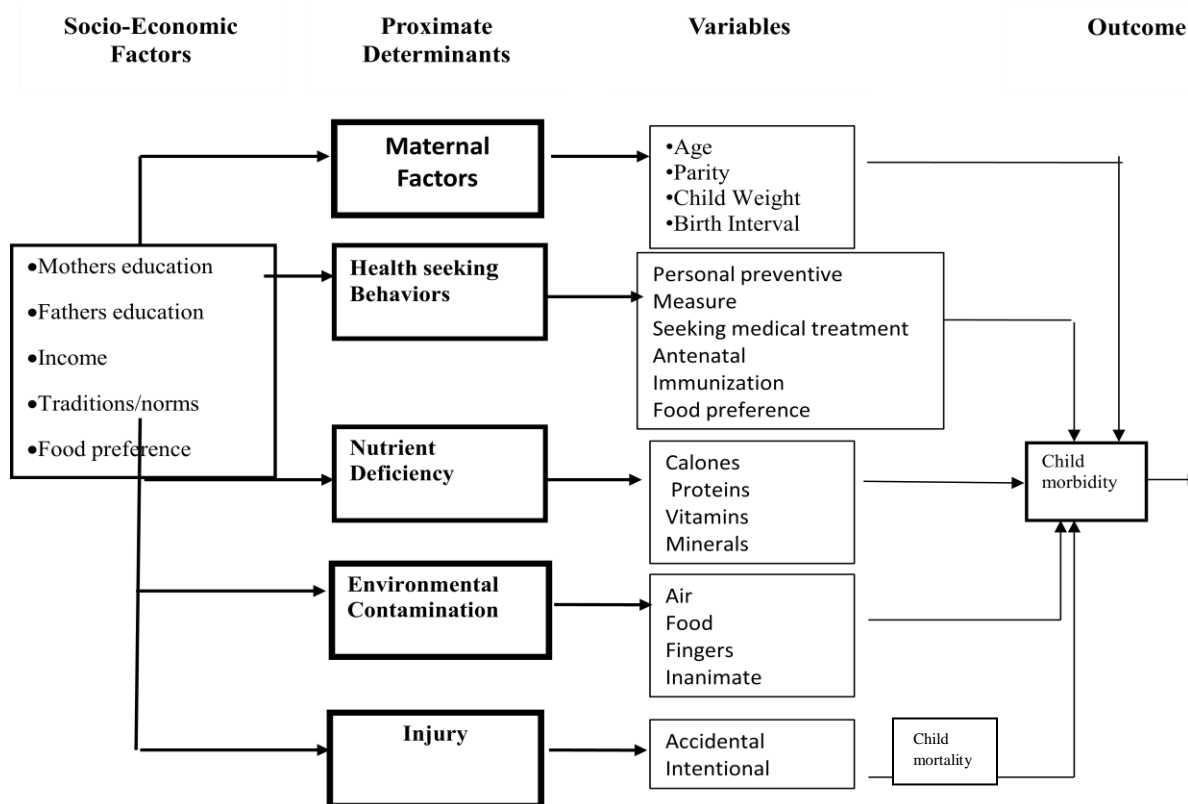 Socio-Economic
Factors
Proximate
Determinants
Variables
Outcome
•Mothers education
•Fathers education
•Income
•Traditions/norms
•Food preference
Maternal
Factors
•Age
•Parity
•Child Weight
•Birth Interval
Health seeking
Behaviors
Personal preventive
Measure
Seeking medical treatment
Antenatal
Immunization
Food preference
Nutrient
Deficiency
Calones
Proteins
Vitamins
Minerals
Child
morbidity
Environmental
Contamination
Air
Food
Fingers
Inanimate
Injury
Accidental
Intentional
Child
mortality